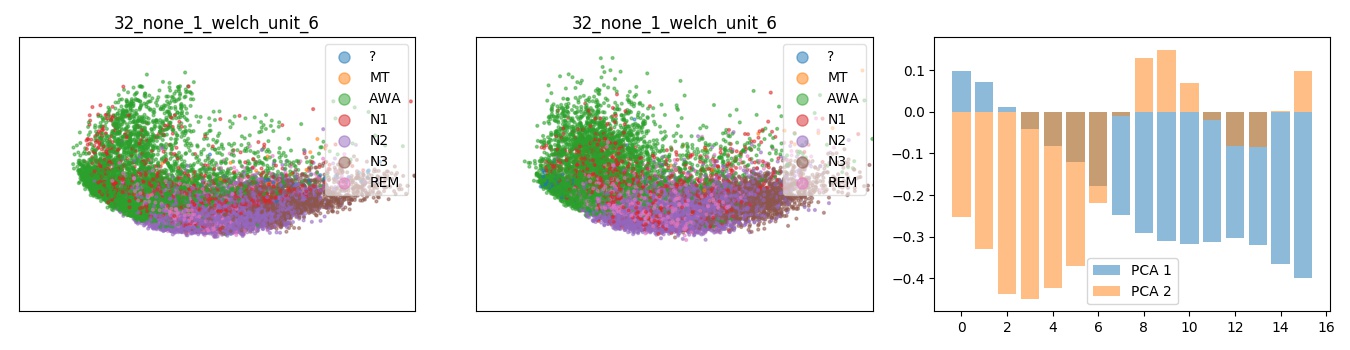 32_none_1_welch_unit_6
?
MT
AWA
N1
N2
N3
REM
32_none_1_welch_unit_6
?
MT
AWA
N1
N2
N3
REM
0.1
0.0
−0.1
−0.2
−0.3
−0.4
PCA 1
PCA 2
0 2 4 6 8 10 12 14 16